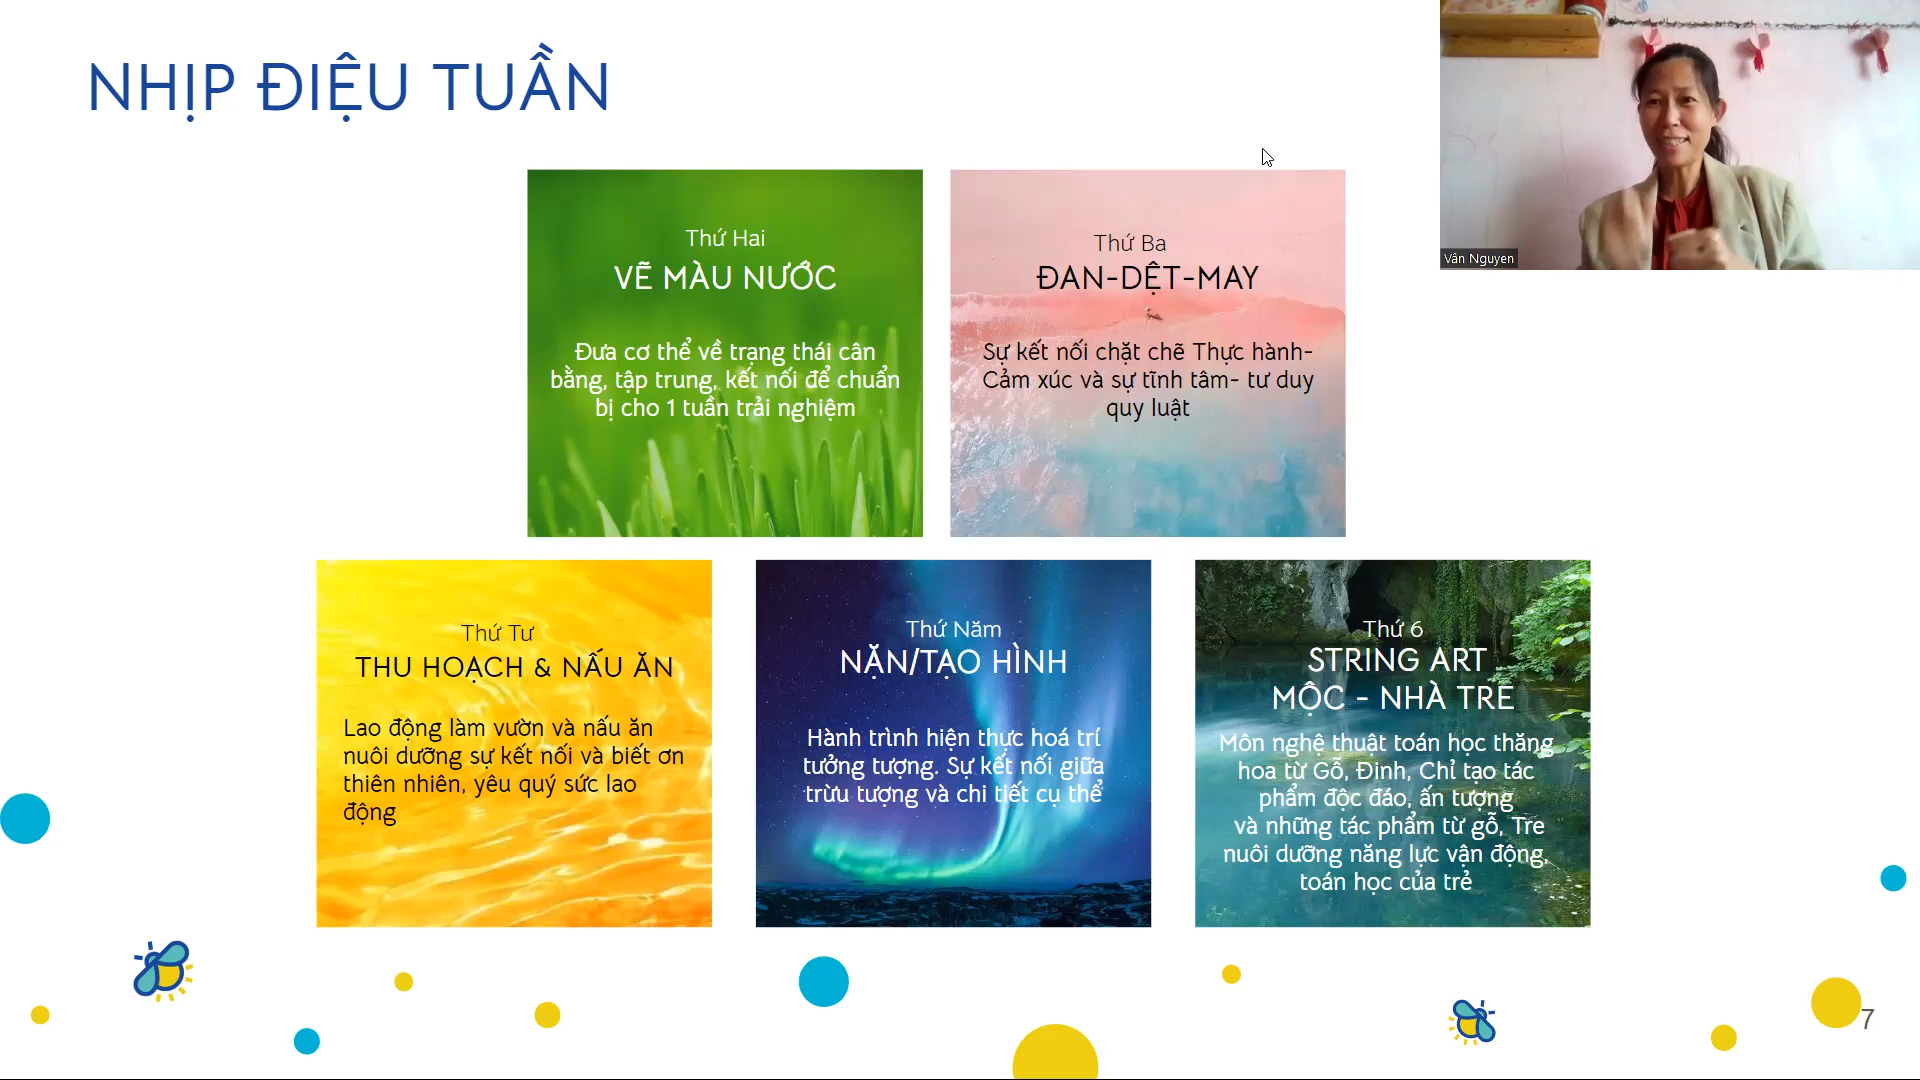 NHỊP ĐIỆU TUẦN
Vân Nguyen
Thứ Hai
VẼ MÀU NƯỚC
Đưa cơ thể về trạng thái cân
bằng, tập trung, kết nối để chuẩn
bị cho 1 tuần trải nghiệm
Thứ Ba
ĐAN-DỆT-MAY
Sự kết nối chặt chẽ Thực hành-
Cảm xúc và sự tĩnh tâm- tư duy
quy luật
Thứ Tư
THU HOẠCH & NẤU ĂN
Lao động làm vườn và nấu ăn
nuôi dưỡng sự kết nối và biết ơn
thiên nhiên, yêu quý sức lao
động
Thứ Năm
NẶN/TẠO HÌNH
Hành trình hiện thực hoá trí
tưởng tượng. Sự kết nối giữa
trừu tượng và chi tiết cụ thể
Thứ 6
STRING ART
MỘC - NHÀ TRE
Môn nghệ thuật toán học thăng
hoa từ Gỗ, Đinh, Chỉ tạo tác
phẩm độc đáo, ấn tượng
và những tác phẩm từ gỗ, Tre
nuôi dưỡng năng lực vận động,
toán học của trẻ
7